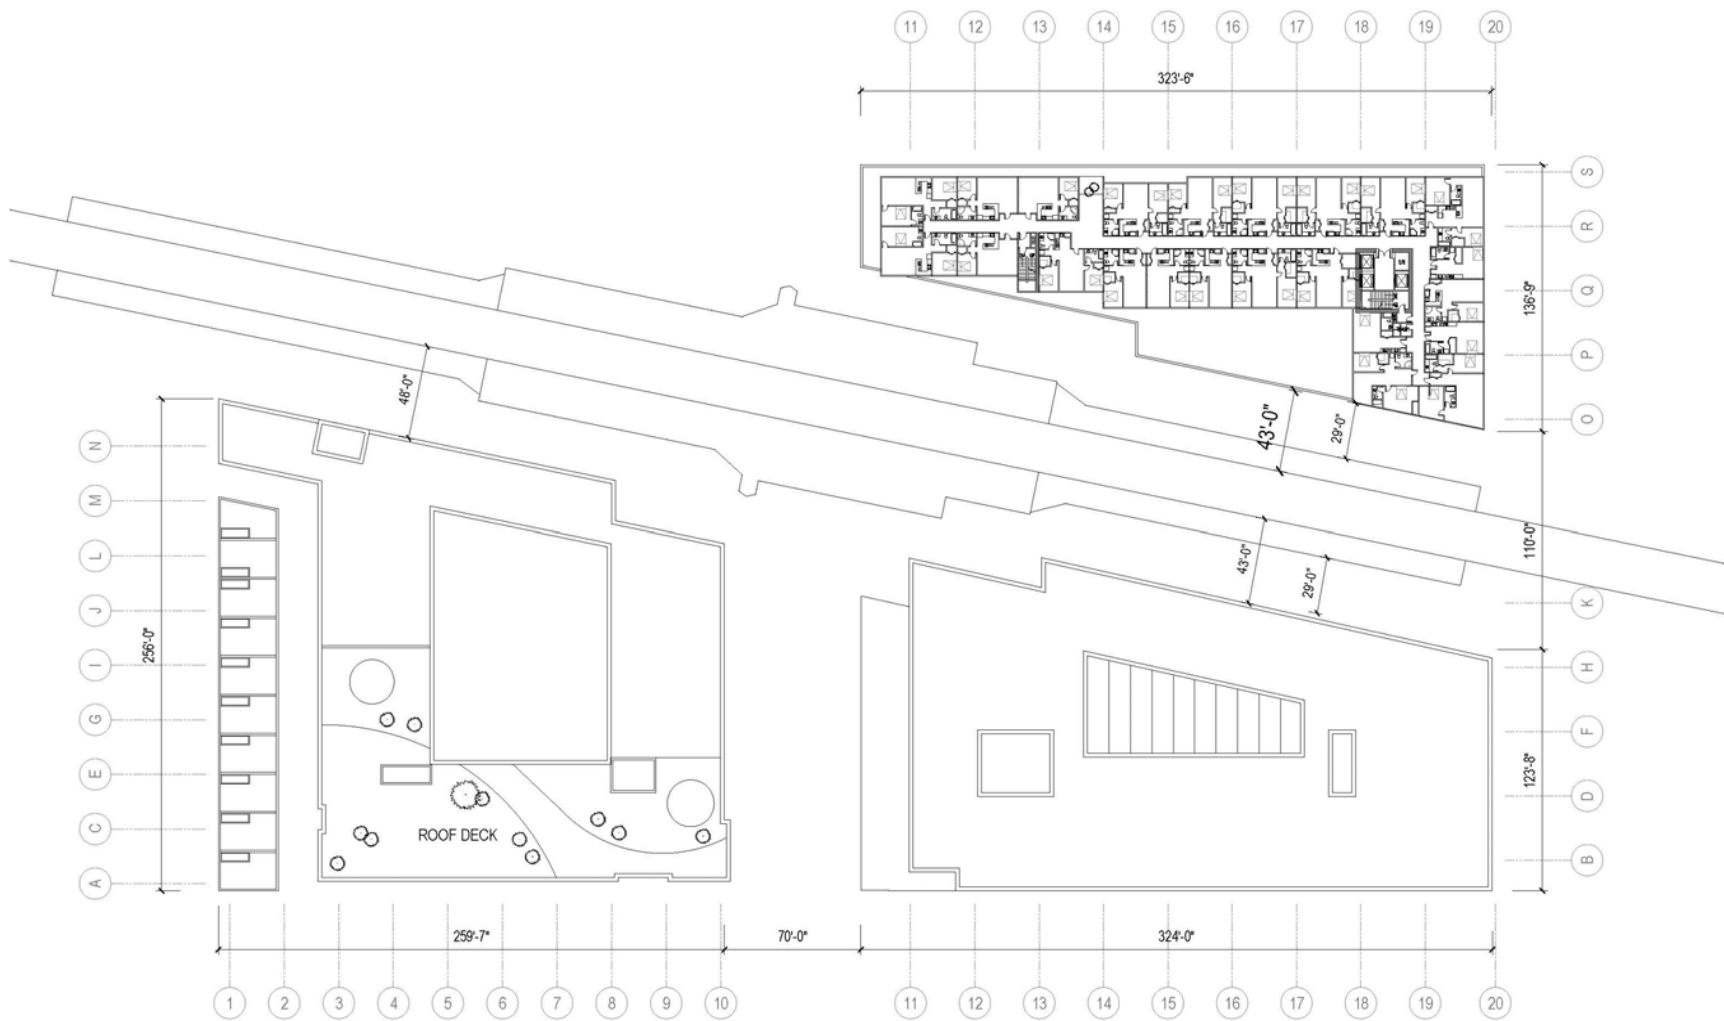 11 12 13 14 15 16 17 18 19 20
323'-6"
S
R
Q
136'-9"
P
O
48'-0"
43'-0"
29'-0"
N
M
L
110'-0"
43'-0"
29'-0"
J
K
256'-0"
I
H
G
F
E
123'-8"
D
C
ROOF DECK
B
A
259'-7"
70'-0"
324'-0"
1 2 3 4 5 6 7 8 9 10 11 12 13 14 15 16 17 18 19 20